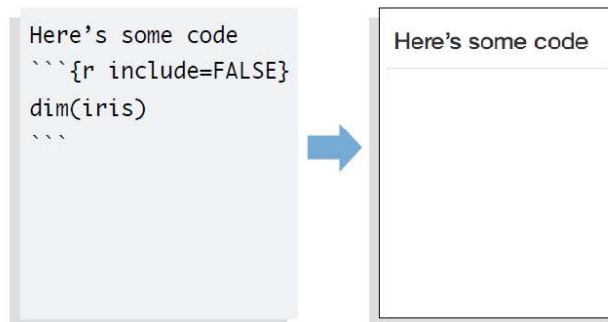 Here's some code
```{r include=FALSE}
dim(iris)
```
Here's some code